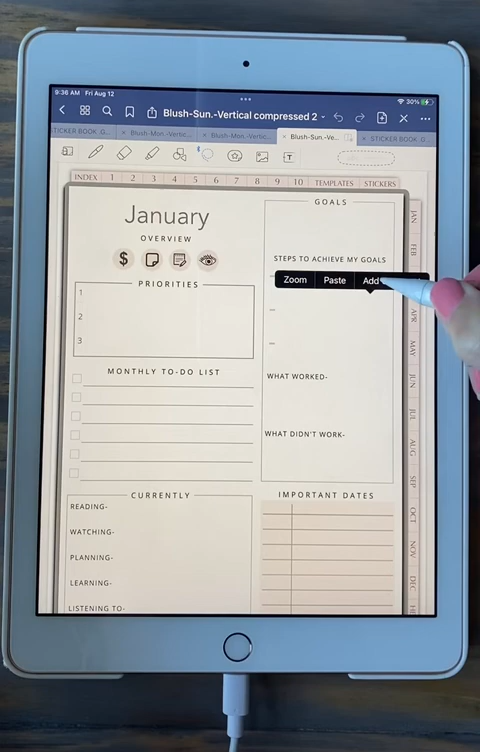 9:36 AM Fri Aug 12
30%
Blush-Sun.-Vertical compressed 2
STICKER BOOK
Blush-Mon.-Vertic...
Blush-Mon.-Vertic...
Blush-Sun.-Ve...
STICKER BOOK
INDEX 1 2 3 4 5 6 7 8 9 10 TEMPLATES STICKERS
January
OVERVIEW
$
PRIORITIES
1
2
3
MONTHLY TO-DO LIST
CURRENTLY
READING-
WATCHING-
PLANNING-
LEARNING-
LISTENING TO-
GOALS
STEPS TO ACHIEVE MY GOALS
Zoom Paste Add
WHAT WORKED-
WHAT DIDN'T WORK-
IMPORTANT DATES
JAN
FEB
APR
MAY
JUN
JUL
AUG
SEP
OCT
NOV
DEC